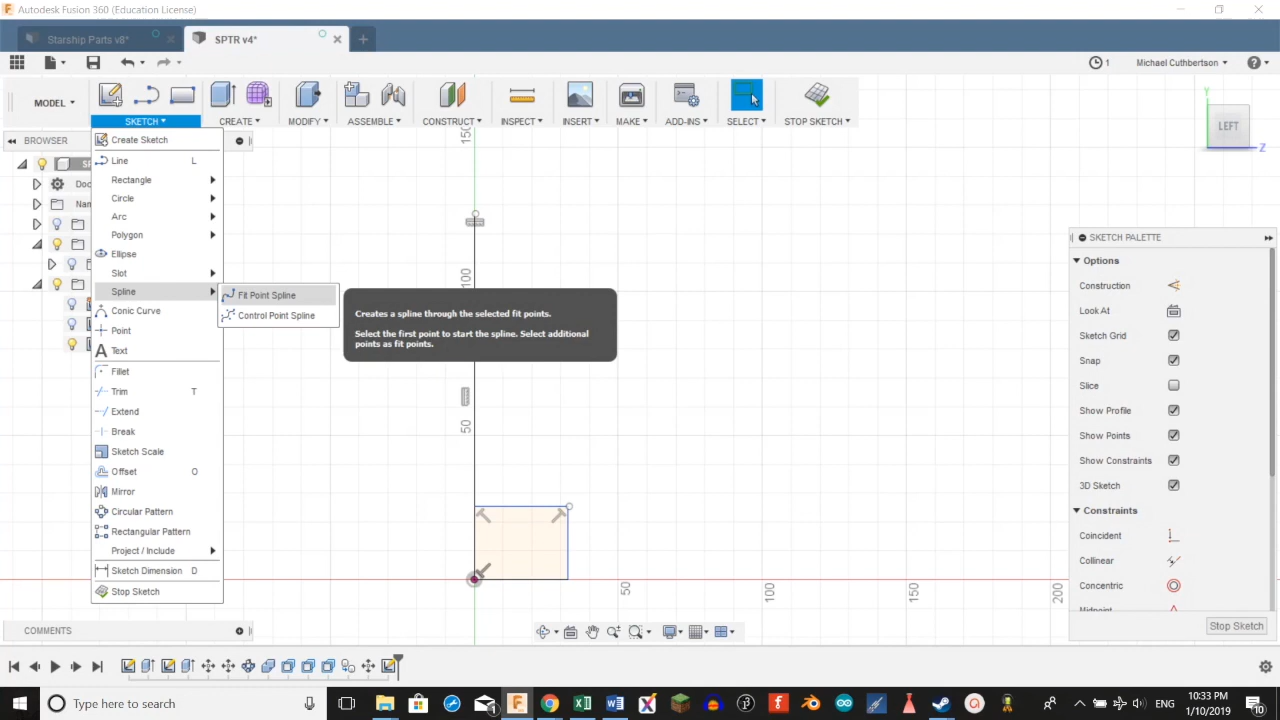 Autodesk Fusion 360 (Education License)
Starship Parts v8*
SPTR v4*
1
Michael Cuthbertson
MODEL
SKETCH
CREATE
MODIFY
ASSEMBLE
CONSTRUCT
INSPECT
INSERT
MAKE
ADD-INS
SELECT
STOP SKETCH
BROWSER
Create Sketch
Line L
Rectangle
Circle
Arc
Polygon
Ellipse
Slot
Spline
Conic Curve
Point
Text
Fillet
Trim T
Extend
Break
Sketch Scale
Offset O
Mirror
Circular Pattern
Rectangular Pattern
Project / Include
Sketch Dimension D
Stop Sketch
Fit Point Spline
Control Point Spline
Creates a spline through the selected fit points.
Select the first point to start the spline. Select additional
points as fit points.
150
100
50
50
100
150
200
Y
LEFT
Z
SKETCH PALETTE
Options
Construction
Look At
Sketch Grid
Snap
Slice
Show Profile
Show Points
Show Constraints
3D Sketch
Constraints
Coincident
Collinear
Concentric
Midpoint
Stop Sketch
COMMENTS
Type here to search
ENG
10:33 PM
1/10/2019